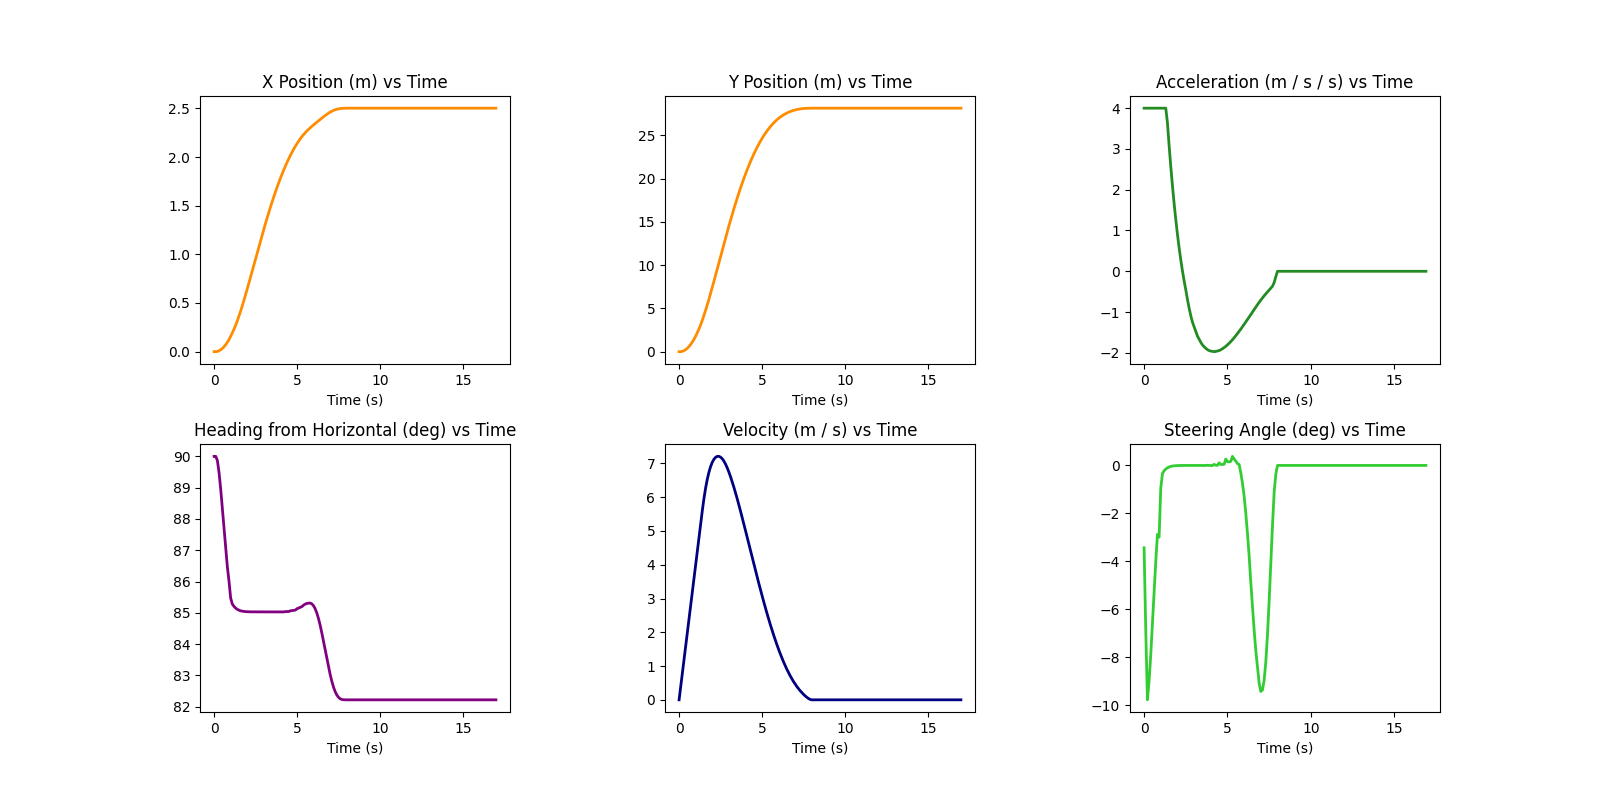 X Position (m) vs Time
2.5
2.0
1.5
1.0
0.5
0.0
0 5 10 15
Time (s)
Y Position (m) vs Time
25
20
15
10
5
0
0 5 10 15
Time (s)
Acceleration (m / s / s) vs Time
4
3
2
1
0
−1
−2
0 5 10 15
Time (s)
Heading from Horizontal (deg) vs Time
90
89
88
87
86
85
84
83
82
0 5 10 15
Time (s)
Velocity (m / s) vs Time
7
6
5
4
3
2
1
0
0 5 10 15
Time (s)
Steering Angle (deg) vs Time
0
−2
−4
−6
−8
−10
0 5 10 15
Time (s)